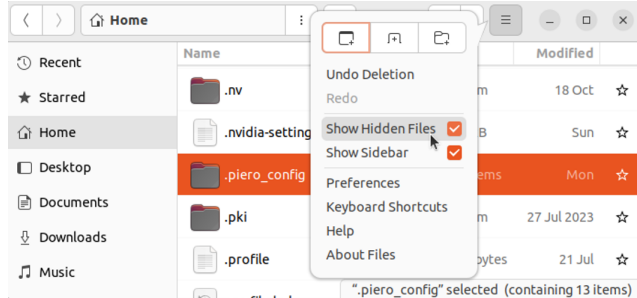 Home
Name
Modified
Recent
Starred
Home
Desktop
Documents
Downloads
Music
.nv
m
18 Oct
.nvidia-setting
B
Sun
.piero_config
ems
Mon
.pki
m
27 Jul 2023
.profile
bytes
21 Jul
Undo Deletion
Redo
Show Hidden Files
Show Sidebar
Preferences
Keyboard Shortcuts
Help
About Files
“.piero_config” selected (containing 13 items)